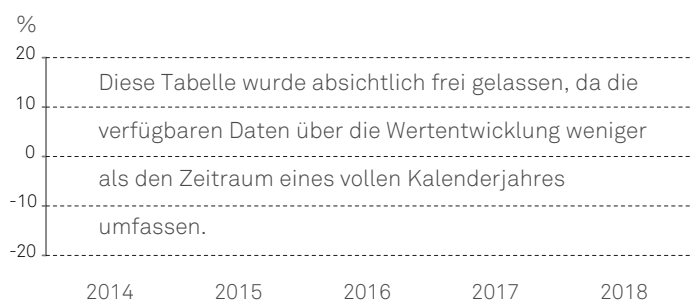 %
20
Diese Tabelle wurde absichtlich frei gelassen, da die
10
verfügbaren Daten über die Wertentwicklung weniger
0
als den Zeitraum eines vollen Kalenderjahres
-10
umfassen.
-20
2014 2015 2016 2017 2018